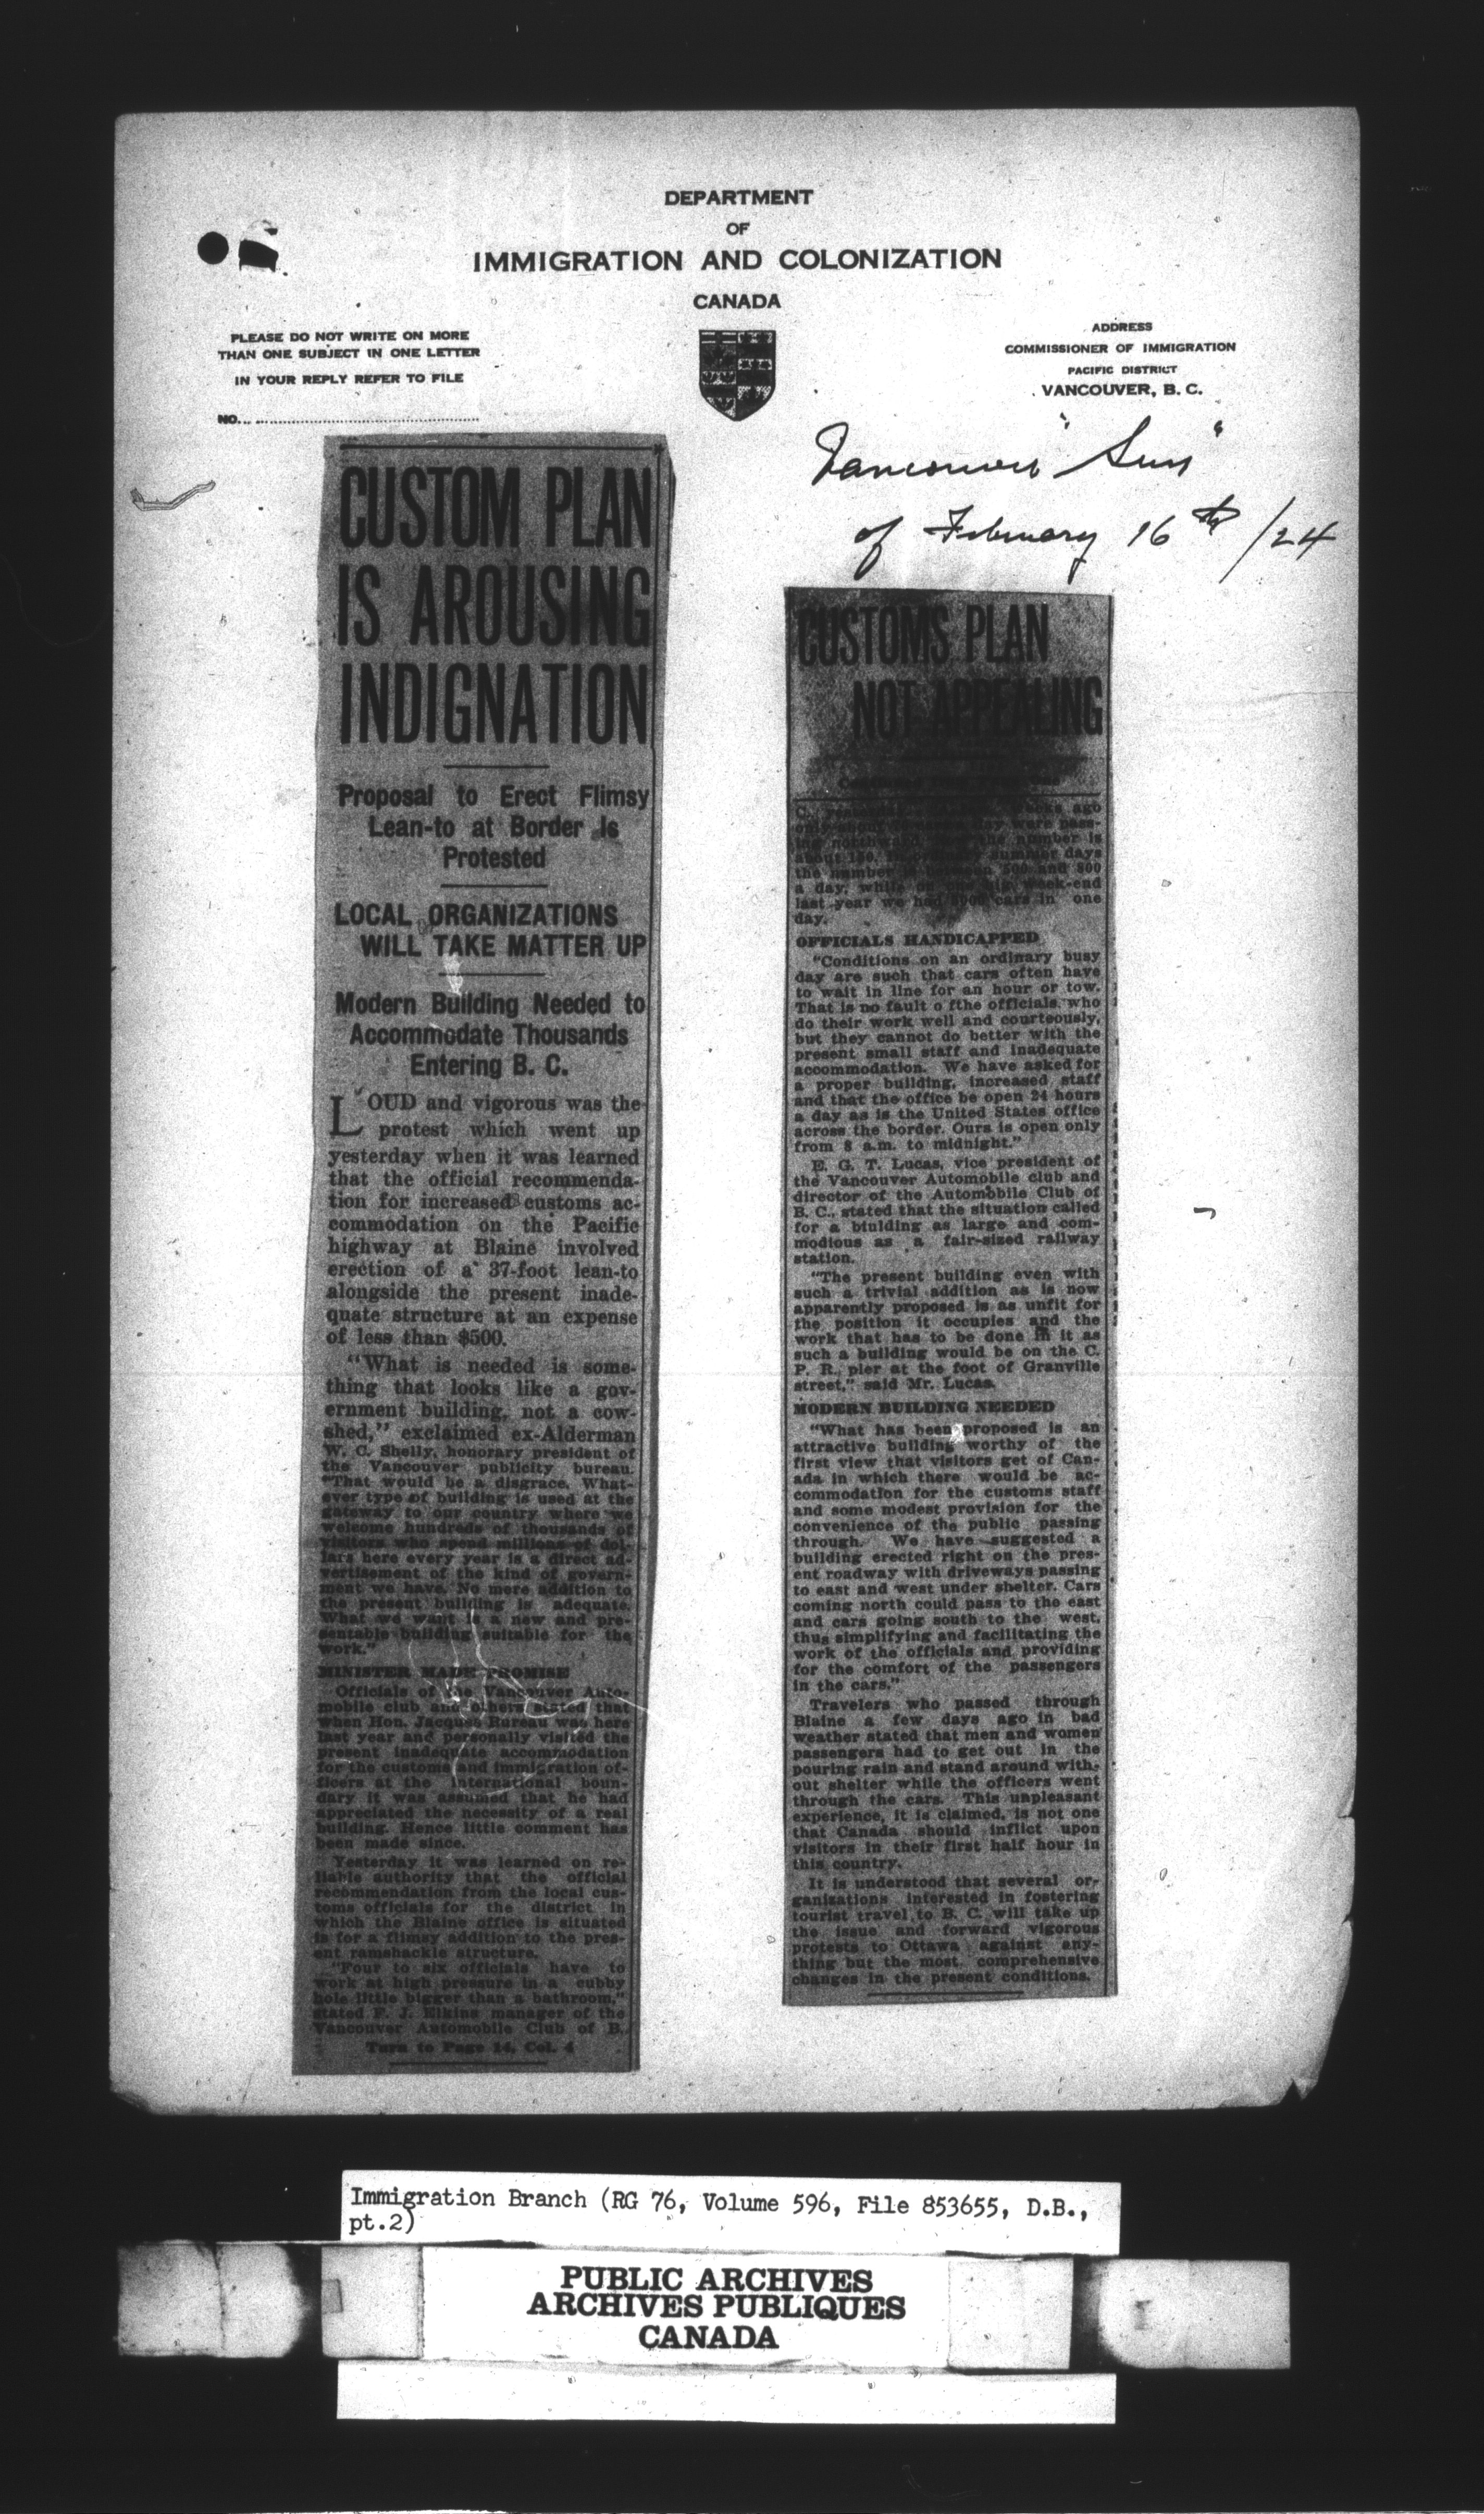 DEPARTMENT
OF
IMMIGRATION AND COLONIZATION
CANADA
PLEASE DO NOT WRITE ON MORE
THAN ONE SUBJECT IN ONE LETTER
IN YOUR REPLY REFER TO FILE
NO.
ADDRESS
COMMISSIONER OF IMMIGRATION
PACIFIC DISTRICT
VANCOUVER, B. C.
Vancouver "Sun"
of February 16th/24
CUSTOM PLAN
IS AROUSING
INDIGNATION
Proposal to Erect Flimsy
Lean-to at Border Is
Protested
LOCAL ORGANIZATIONS
WILL TAKE MATTER UP
Modern Building Needed to
Accommodate Thousands
Entering B. C.
LOUD and vigorous was the
protest which went up
yesterday when it was learned
that the official recommenda-
tion for increased customs ac-
commodation on the Pacific
highway at Blaine involved
erection of a 37-foot lean-to
alongside the present inade-
quate structure at an expense
of less than $500.
"What is needed is some-
thing that looks like a gov-
ernment building, not a cow-
shed," exclaimed ex-Alderman
W. C. Shelly, honorary president of
the Vancouver publicity bureau.
"That would be a disgrace. What-
ever type of building is used at the
gateway to our country where we
welcome hundreds of thousands of
visitors who spend millions of dol-
lars here every year is a direct ad-
vertisement of the kind of govern-
ment we have. No mere addition to
the present building is adequate.
What we want is a new and pre-
sentable building suitable for the
work."
MINISTER MADE PROMISE
Officials of the Vancouver Auto-
mobile club and others stated that
when Hon. Jacques Bureau was here
last year and personally visited the
present inadequate accommodation
for the customs and immigration of-
ficers at the international boun-
dary it was assumed that he had
appreciated the necessity of a real
building. Hence little comment has
been made since.
Yesterday it was learned on re-
liable authority that the official
recommendation from the local cus-
toms officials for the district in
which the Blaine office is situated
is for a flimsy addition to the pres-
ent ramshackle structure.
"Four to six officials have to
work at high pressure in a cubby
hole little bigger than a bathroom,"
stated F. J. Elkins manager of the
Vancouver Automobile Club of B.
Turn to Page 14, Col. 4
CUSTOMS PLAN
NOT APPEALING
ago
were pass-
ing northward the number is
about 150. summer days
the number is between 500 and 800
a day, while on one big week-end
last year we had cars in one
day.
OFFICIALS HANDICAPPED
"Conditions on an ordinary busy
day are such that cars often have
to wait in line for an hour or tow.
That is no fault o fthe officials who
do their work well and courteously,
but they cannot do better with the
present small staff and inadequate
accommodation. We have asked for
a proper building, increased staff
and that the office be open 24 hours
a day as is the United States office
across the border. Ours is open only
from 8 a.m. to midnight."
E. G. T. Lucas, vice president of
the Vancouver Automobile club and
director of the Automobile Club of
B. C., stated that the situation called
for a biulding as large and com-
modious as a fair-sized railway
station.
"The present building even with
such a trivial addition as is now
apparently proposed is as unfit for
the position it occupies and the
work that has to be done in it as
such a building would be on the C.
P. R. pier at the foot of Granville
street," said Mr. Lucas.
MODERN BUILDING NEEDED
"What has been proposed is an
attractive building worthy of the
first view that visitors get of Can-
ada in which there would be ac-
commodation for the customs staff
and some modest provision for the
convenience of the public passing
through. We have suggested a
building erected right on the pres-
ent roadway with driveways passing
to east and west under shelter. Cars
coming north could pass to the east
and cars going south to the west,
thus simplifying and facilitating the
work of the officials and providing
for the comfort of the passengers
in the cars."
Travelers who passed through
Blaine a few days ago in bad
weather stated that men and women
passengers had to get out in the
pouring rain and stand around with-
out shelter while the officers went
through the cars. This unpleasant
experience, it is claimed, is not one
that Canada should inflict upon
visitors in their first half hour in
this country.
It is understood that several or-
ganizations interested in fostering
tourist travel to B. C. will take up
the issue and forward vigorous
protests to Ottawa against any-
thing but the most comprehensive
changes in the present conditions.
Immigration Branch (RG 76, Volume 596, File 853655, D.B.,
pt.2)
PUBLIC ARCHIVES
ARCHIVES PUBLIQUES
CANADA